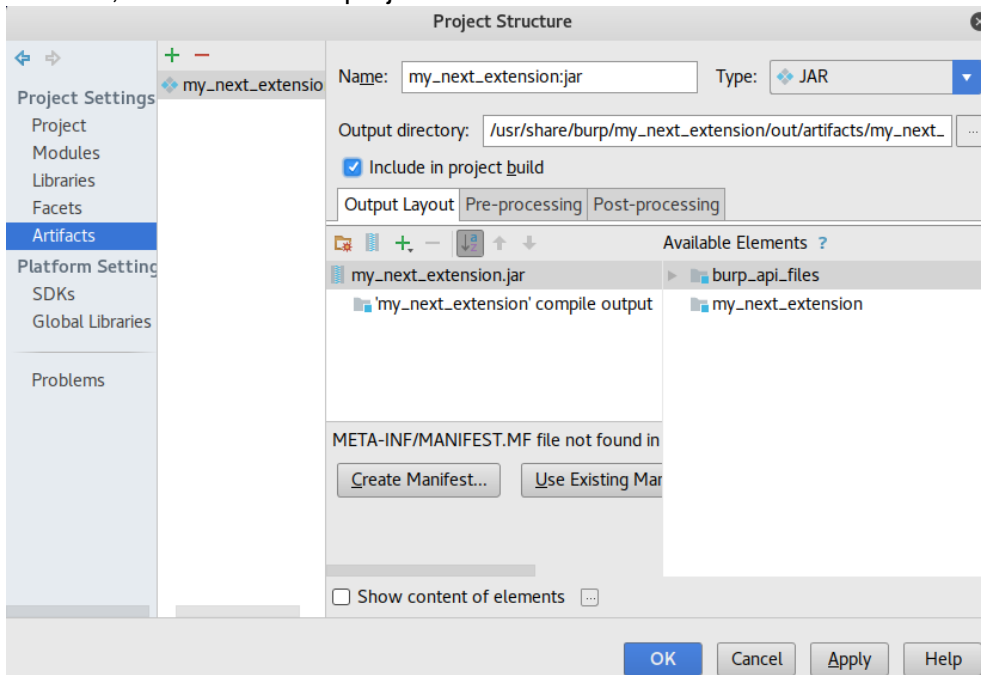 Project Structure
Project Settings
Project
Modules
Libraries
Facets
Artifacts
Platform Setting
SDKs
Global Libraries
Problems
my_next_extensio
Name: my_next_extension:jar Type: JAR
Output directory: /usr/share/burp/my_next_extension/out/artifacts/my_next_ ...
Include in project build
Output Layout Pre-processing Post-processing
Available Elements ?
my_next_extension.jar
'my_next_extension' compile output
burp_api_files
my_next_extension
META-INF/MANIFEST.MF file not found in
Create Manifest... Use Existing Man
Show content of elements ...
OK Cancel Apply Help